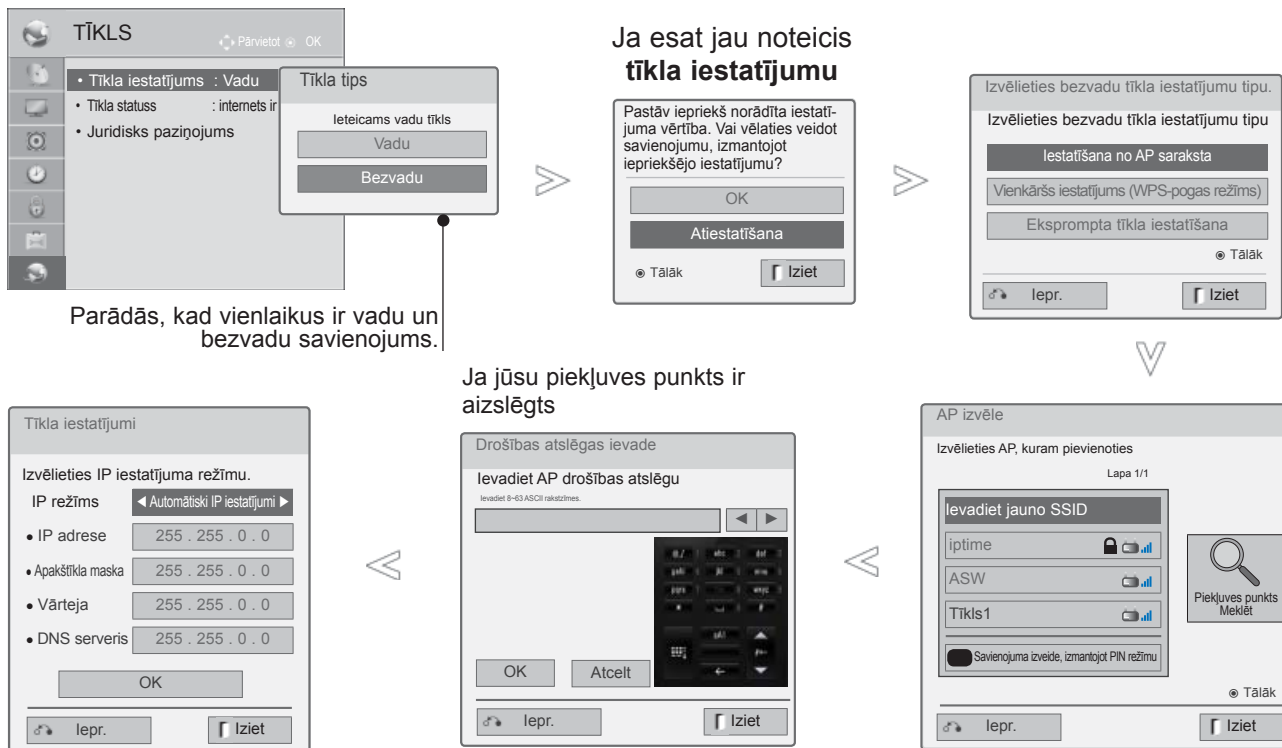 TĪKLS
Pārvietot OK
• Tīkla iestatījums : Vadu
• Tīkla statuss : internets ir
• Juridisks paziņojums
Tīkla tips
Ieteicams vadu tīkls
Vadu
Bezvadu
Parādās, kad vienlaikus ir vadu un
bezvadu savienojums.
Ja esat jau noteicis
tīkla iestatījumu
Pastāv iepriekš norādīta iestatī-
juma vērtība. Vai vēlaties veidot
savienojumu, izmantojot
iepriekšējo iestatījumu?
OK
Atiestatīšana
Tālāk
Iziet
Izvēlieties bezvadu tīkla iestatījumu tipu.
Izvēlieties bezvadu tīkla iestatījumu tipu
Iestatīšana no AP saraksta
Vienkāršs iestatījums (WPS-pogas režīms)
Eksprompta tīkla iestatīšana
Tālāk
Iepr.
Iziet
AP izvēle
Izvēlieties AP, kuram pievienoties
Lapa 1/1
Ievadiet jauno SSID
iptime
ASW
Tīkls1
Savienojuma izveide, izmantojot PIN režīmu
Piekļuves punkts
Meklēt
Tālāk
Iepr.
Iziet
Ja jūsu piekļuves punkts ir
aizslēgts
Drošības atslēgas ievade
Ievadiet AP drošības atslēgu
Ievadiet 8~63 ASCII rakstzīmes.
OK
Atcelt
Iepr.
Iziet
Tīkla iestatījumi
Izvēlieties IP iestatījuma režīmu.
IP režīms ◄ Automātiski IP iestatījumi ►
• IP adrese 255 . 255 . 0 . 0
• Apakštīkla maska 255 . 255 . 0 . 0
• Vārteja 255 . 255 . 0 . 0
• DNS serveris 255 . 255 . 0 . 0
OK
Iepr.
Iziet